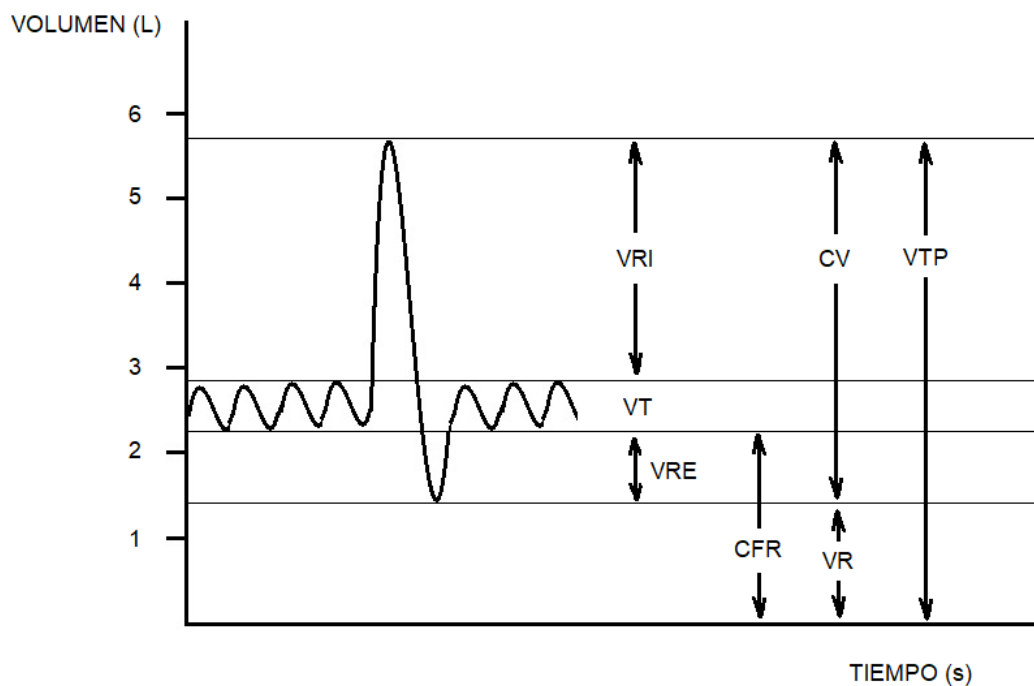 VOLUMEN (L)
6
5
4
3
2
1
VRI
CV
VTP
VT
VRE
CFR
VR
TIEMPO (s)